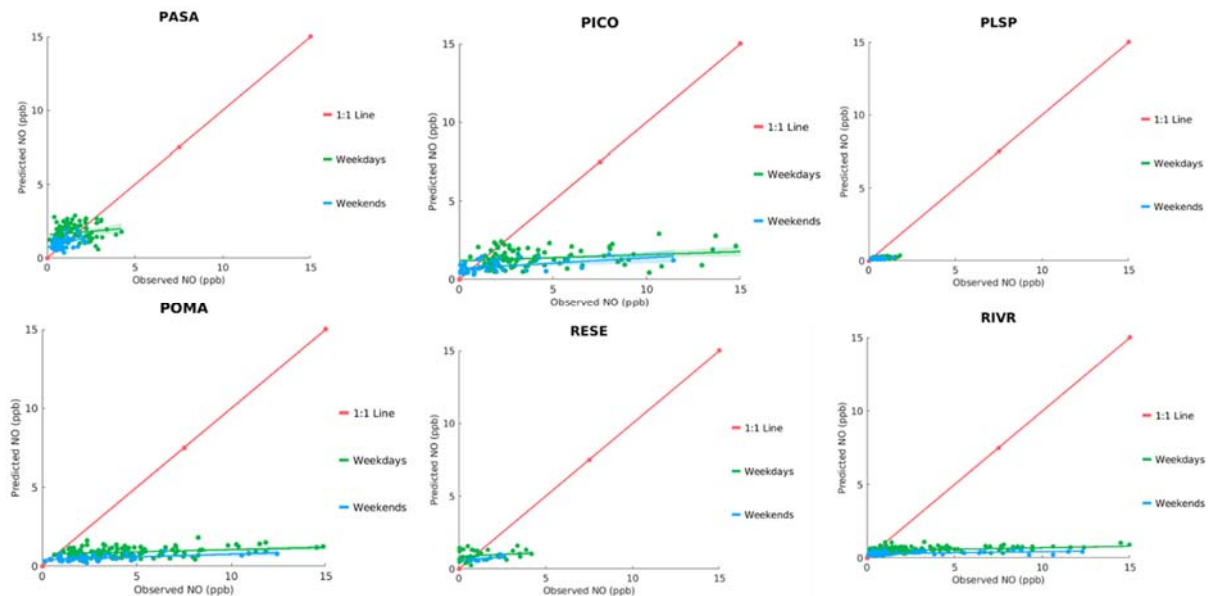 PASA
15
10
5
0
Predicted NO (ppb)
0 5 10 15
Observed NO (ppb)
1:1 Line
Weekdays
Weekends
PICO
15
10
5
0
Predicted NO (ppb)
0 5 10 15
Observed NO (ppb)
1:1 Line
Weekdays
Weekends
PLSP
15
10
5
0
Predicted NO (ppb)
0 5 10 15
Observed NO (ppb)
1:1 Line
Weekdays
Weekends
POMA
15
10
5
0
Predicted NO (ppb)
0 5 10 15
Observed NO (ppb)
1:1 Line
Weekdays
Weekends
RESE
15
10
5
0
Predicted NO (ppb)
0 5 10 15
Observed NO (ppb)
1:1 Line
Weekdays
Weekends
RIVR
15
10
5
0
Predicted NO (ppb)
0 5 10 15
Observed NO (ppb)
1:1 Line
Weekdays
Weekends